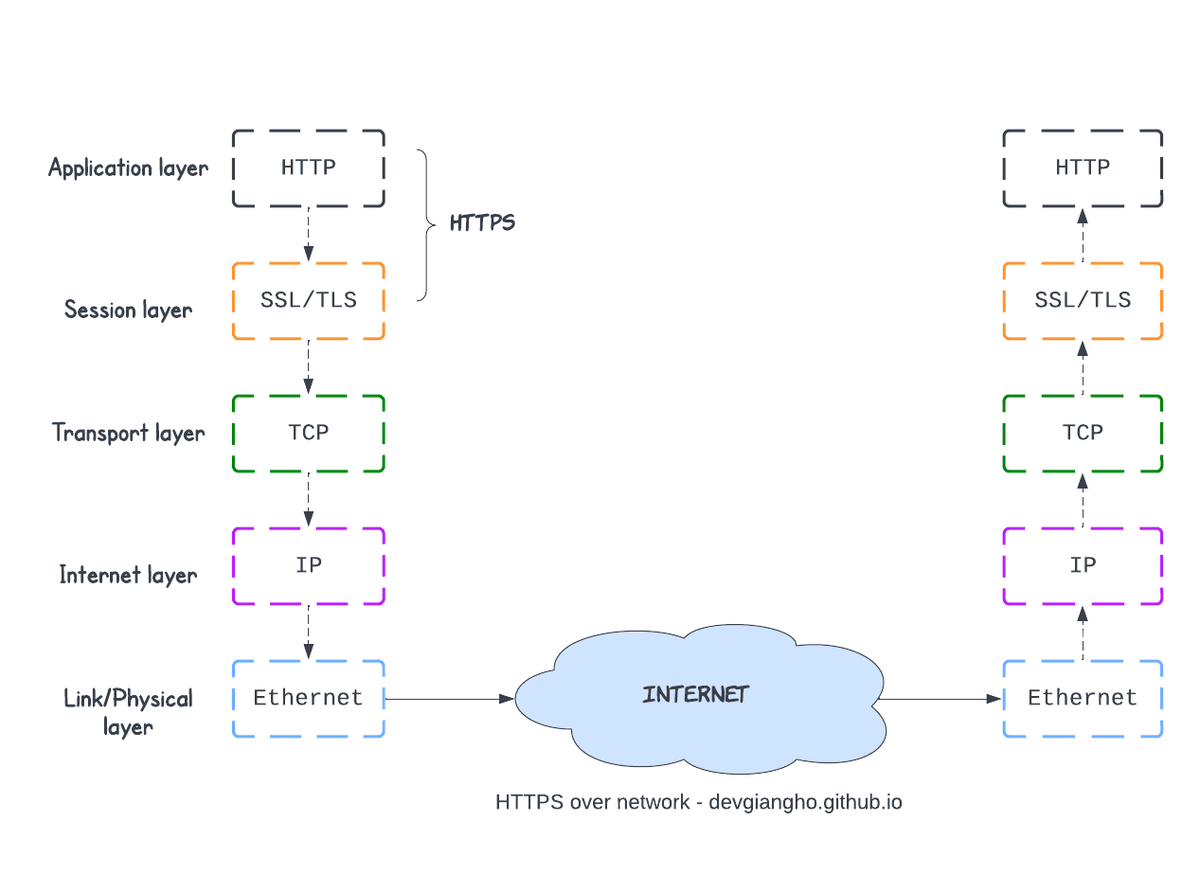 Application layer
HTTP
HTTP
HTTPS
Session layer
SSL/TLS
SSL/TLS
Transport layer
TCP
TCP
Internet layer
IP
IP
Link/Physical
layer
Ethernet
INTERNET
Ethernet
HTTPS over network - devgiangho.github.io